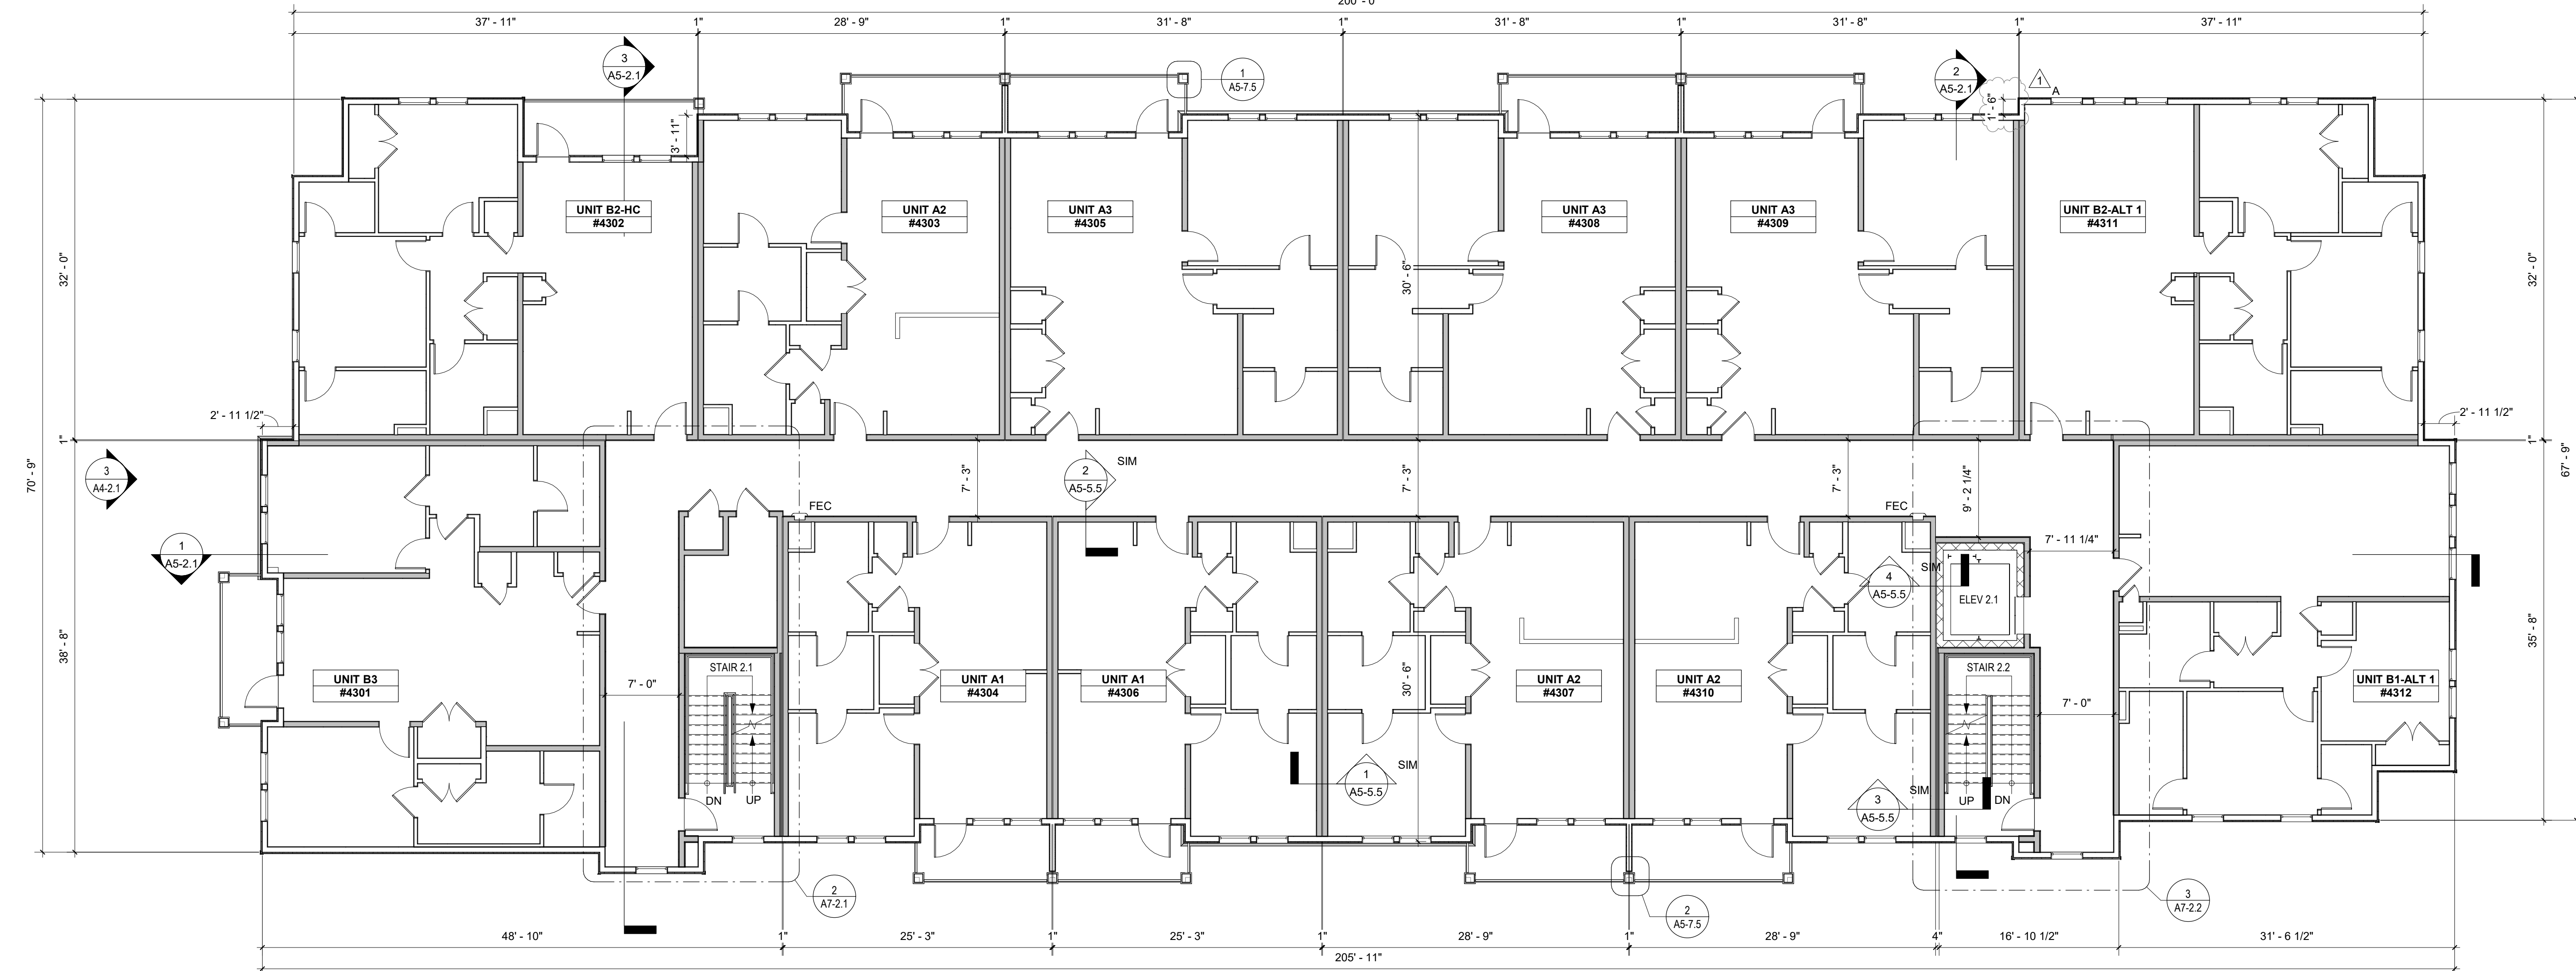 200' - 0"
37' - 11"
1"
28' - 9"
1"
31' - 8"
1"
31' - 8"
1"
31' - 8"
1"
37' - 11"
3
A5-2.1
1
A5-7.5
2
A5-2.1
1
A
1' - 6"
3' - 11"
UNIT B2-HC
#4302
UNIT A2
#4303
UNIT A3
#4305
UNIT A3
#4308
UNIT A3
#4309
UNIT B2-ALT 1
#4311
32' - 0"
30' - 6"
32' - 0"
2' - 11 1/2"
2' - 11 1/2"
1"
1"
70' - 9"
67' - 9"
3
A4-2.1
7' - 3"
2
A5-5.5
SIM
7' - 3"
7' - 3"
9' - 2 1/4"
FEC
FEC
7' - 11 1/4"
1
A5-2.1
4
A5-5.5
SIM
ELEV 2.1
38' - 8"
35' - 8"
STAIR 2.1
STAIR 2.2
UNIT B3
#4301
7' - 0"
UNIT A1
#4304
UNIT A1
#4306
30' - 6"
UNIT A2
#4307
UNIT A2
#4310
7' - 0"
UNIT B1-ALT 1
#4312
1
A5-5.5
SIM
3
A5-5.5
SIM
DN
UP
UP
DN
2
A7-2.1
2
A5-7.5
3
A7-2.2
48' - 10"
1"
25' - 3"
1"
25' - 3"
1"
28' - 9"
1"
28' - 9"
4"
16' - 10 1/2"
31' - 6 1/2"
205' - 11"